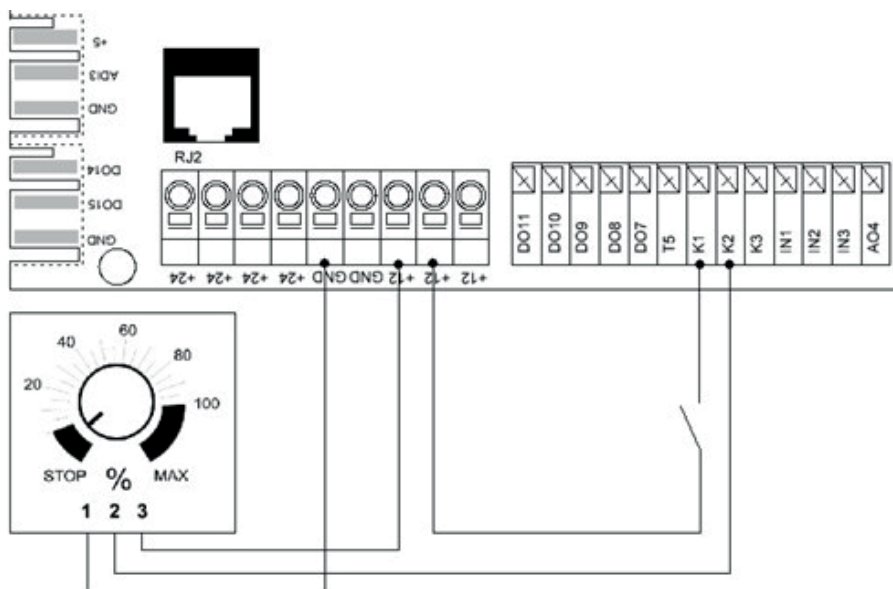 +5
ADI3
GND
DO14
DO15
GND
RJ2
+24 +24 +24 +24 GND GND +12 +12 +12
DO11 DO10 DO9 DO8 DO7 T5 K1 K2 K3 IN1 IN2 IN3 AO4
20 40 60 80 100
STOP % MAX
1 2 3